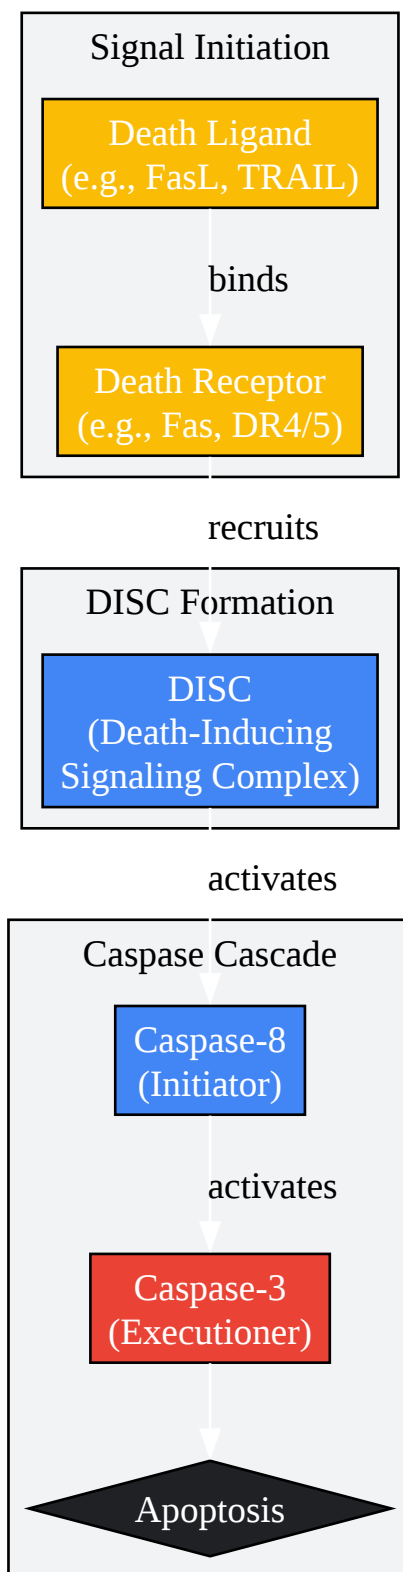 Signal Initiation
Death Ligand
(e.g., FasL, TRAIL)
binds
Death Receptor
(e.g., Fas, DR4/5)
recruits
DISC Formation
DISC
(Death-Inducing
Signaling Complex)
activates
Caspase Cascade
Caspase-8
(Initiator)
activates
Caspase-3
(Executioner)
Apoptosis